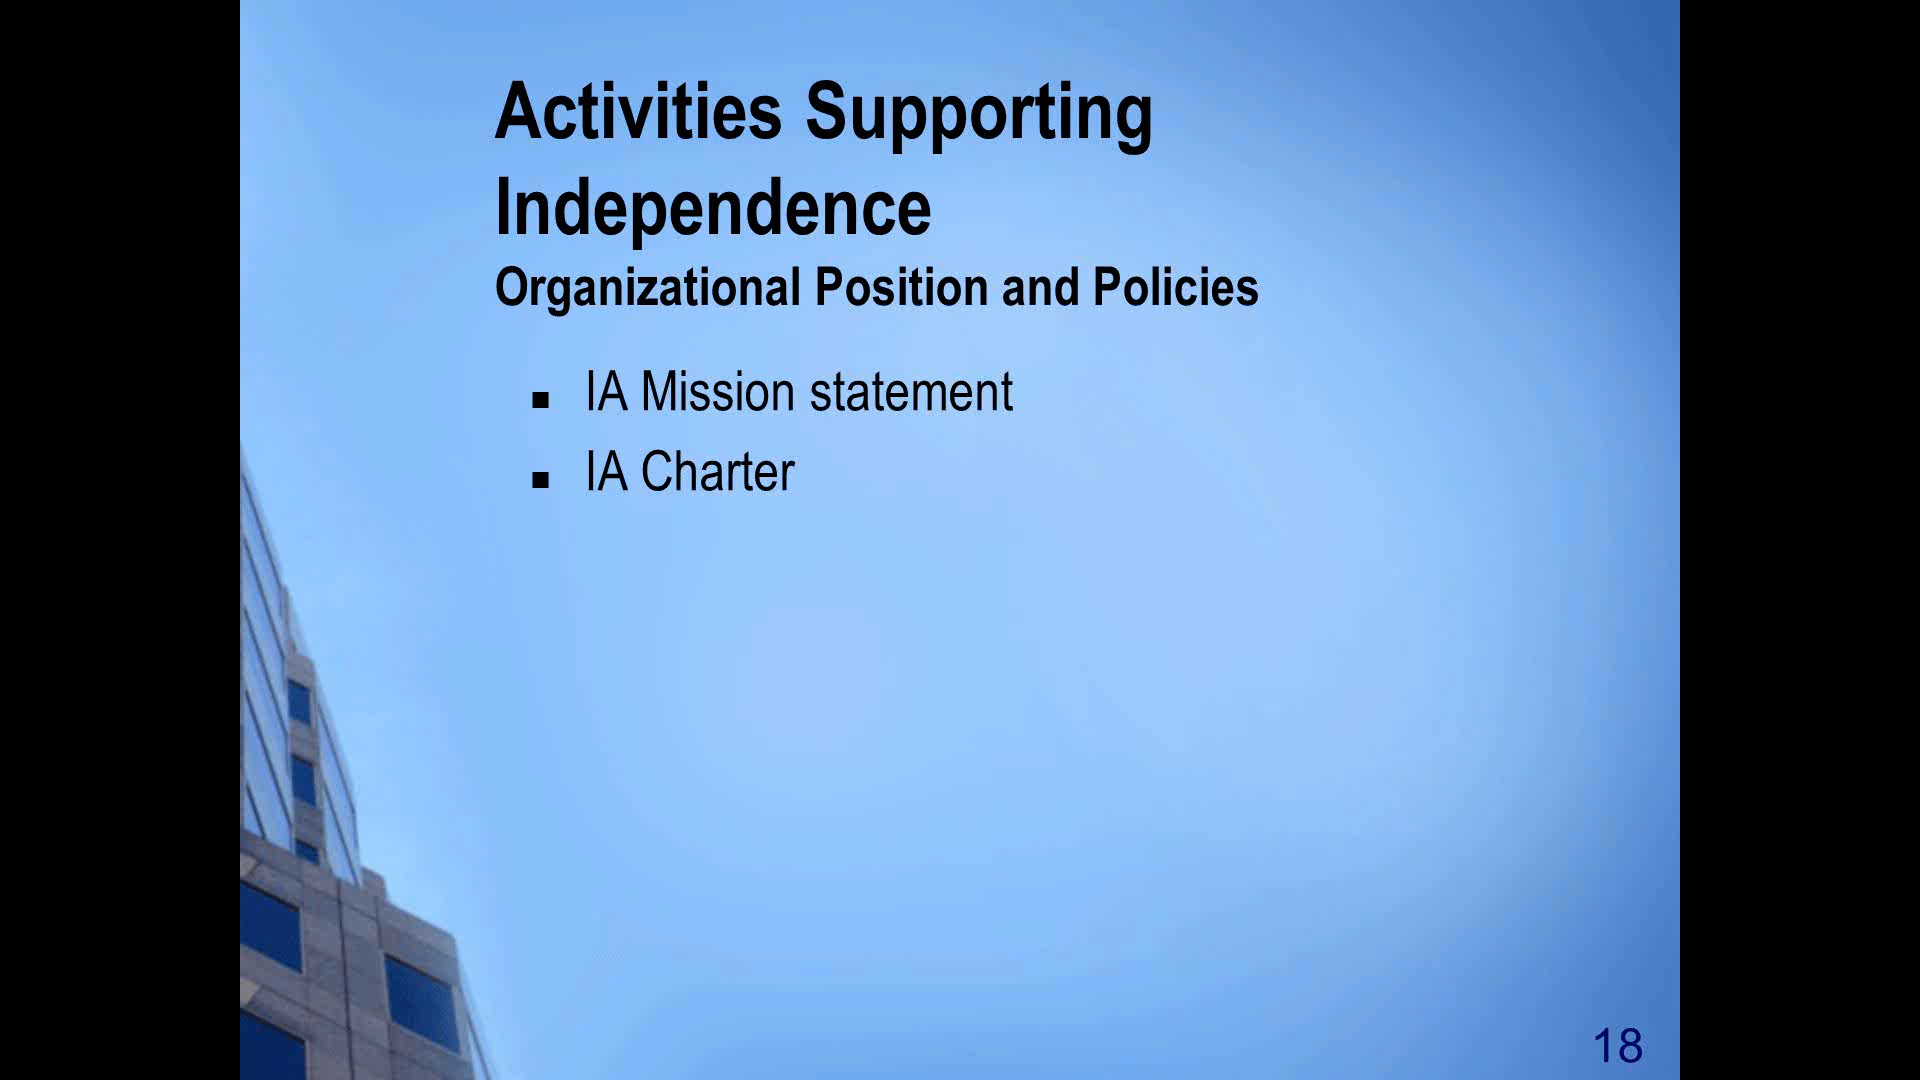 Activities Supporting
Independence
Organizational Position and Policies
■ IA Mission statement
■ IA Charter
18